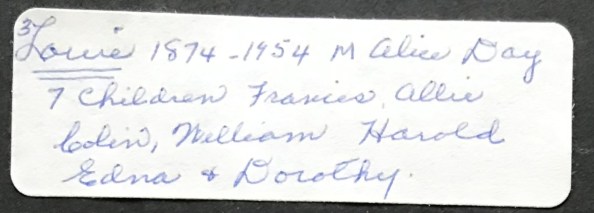 3
Louie 1874-1954 M Alice Day
7 Children Francis, Allie
Colin, William Harold
Edna & Dorothy.